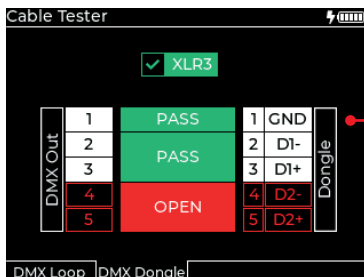 Cable Tester
XLR3
DMX Out
1 PASS 1 GND
2 PASS 2 D1-
3 3 D1+
4 OPEN 4 D2-
5 5 D2+
Dongle
DMX Loop DMX Dongle